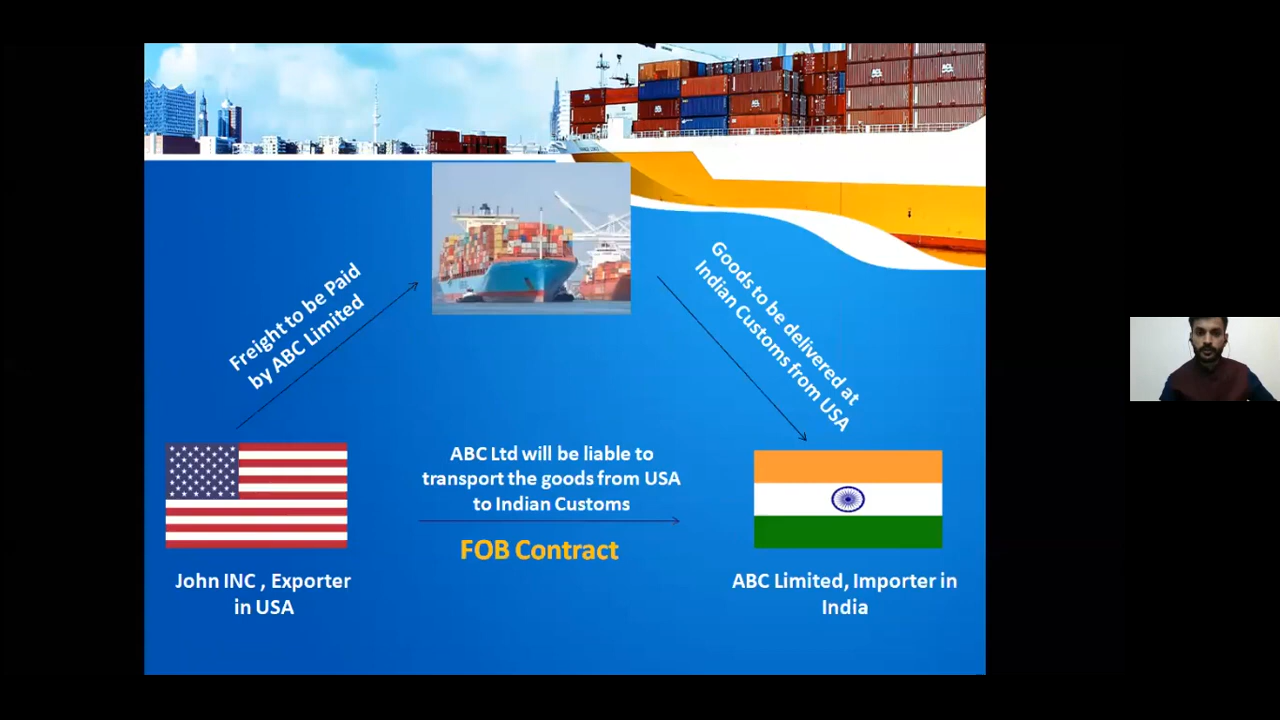 Freight to be Paid
by ABC Limited
Goods to be delivered at
Indian Customs from USA
ABC Ltd will be liable to
transport the goods from USA
to Indian Customs
FOB Contract
John INC , Exporter
in USA
ABC Limited, Importer in
India